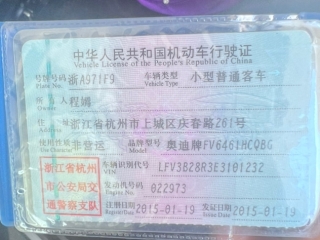 中华人民共和国机动车行驶证
Vehicle License of the People's Republic of China
号牌号码 浙A971F9 车辆类型 小型普通客车
Vehicle Type
所有人 程娟
住址 浙江省杭州市上城区庆春路261号
使用性质 非营运 品牌型号 奥迪牌FV6461HCQBG
浙江省杭州市公安局交通警察支队
车辆识别代号 LFV3B28R3E3101232
VIN
发动机号码 022973
Engine No.
注册日期 2015-01-19 发证日期 2015-01-19